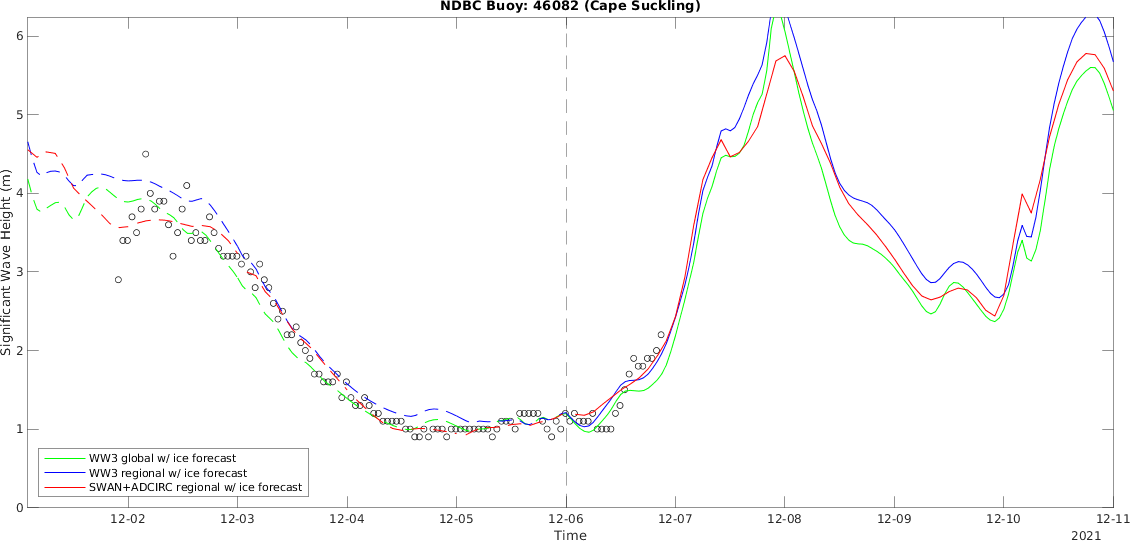 NDBC Buoy: 46082 (Cape Suckling)
Significant Wave Height (m)
6
5
4
3
2
1
0
WW3 global w/ ice forecast
WW3 regional w/ ice forecast
SWAN+ADCIRC regional w/ ice forecast
12-02 12-03 12-04 12-05 12-06 12-07 12-08 12-09 12-10 12-11
Time
2021